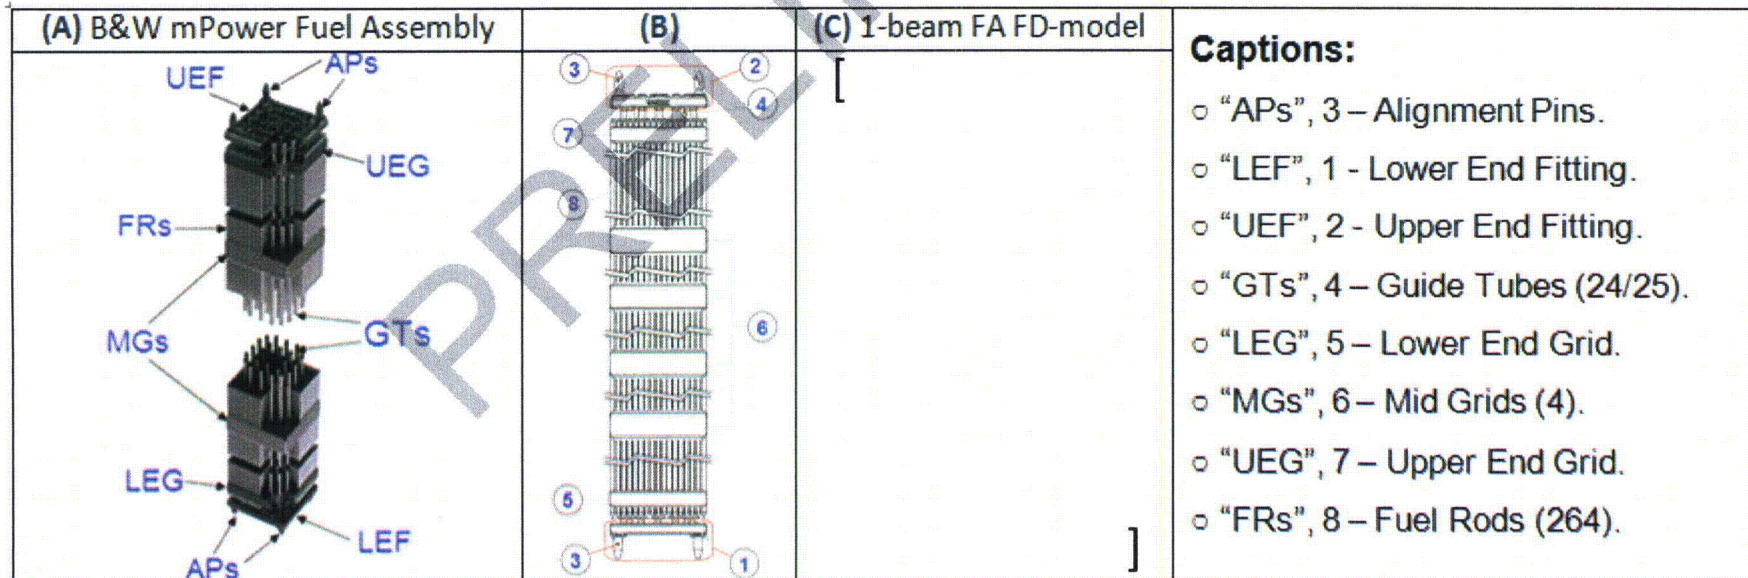 (A) B&W mPower Fuel Assembly
(B)
(C) 1-beam FA FD-model
UEF
APs
UEG
FRs
MGs
GTs
LEG
LEF
APs
3
2
4
7
8
6
5
3
1
[
]
Captions:
○ “APs”, 3 – Alignment Pins.
○ “LEF”, 1 - Lower End Fitting.
○ “UEF”, 2 - Upper End Fitting.
○ “GTs”, 4 – Guide Tubes (24/25).
○ “LEG”, 5 – Lower End Grid.
○ “MGs”, 6 – Mid Grids (4).
○ “UEG”, 7 – Upper End Grid.
○ “FRs”, 8 – Fuel Rods (264).